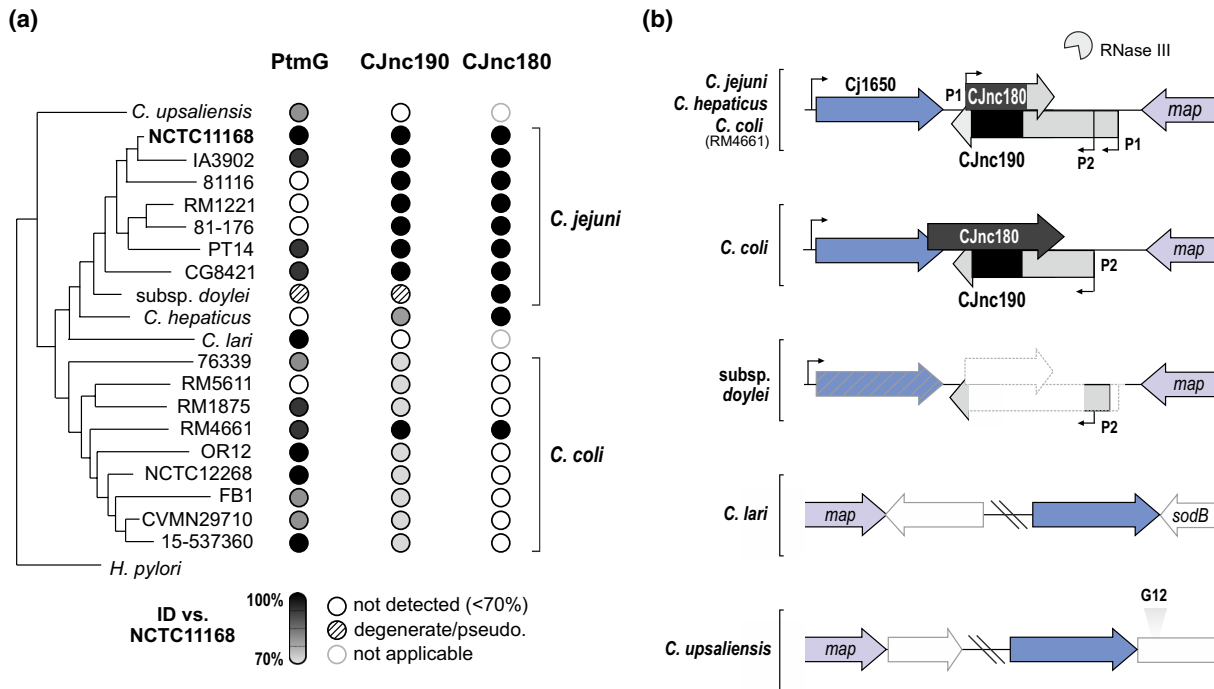 (a)
PtmG CJnc190 CJnc180
C. upsaliensis
NCTC11168
IA3902
81116
RM1221
81-176
PT14
CG8421
subsp. doylei
C. hepaticus
C. lari
76339
RM5611
RM1875
RM4661
OR12
NCTC12268
FB1
CVMN29710
15-537360
H. pylori
C. jejuni
C. coli
ID vs.
NCTC11168
100%
70%
not detected (<70%)
degenerate/pseudo.
not applicable
(b)
RNase III
C. jejuni
C. hepaticus
C. coli
(RM4661)
Cj1650
P1
CJnc180
map
CJnc190
P2
P1
C. coli
CJnc180
map
CJnc190
P2
subsp.
doylei
map
P2
C. lari
map
sodB
C. upsaliensis
map
G12